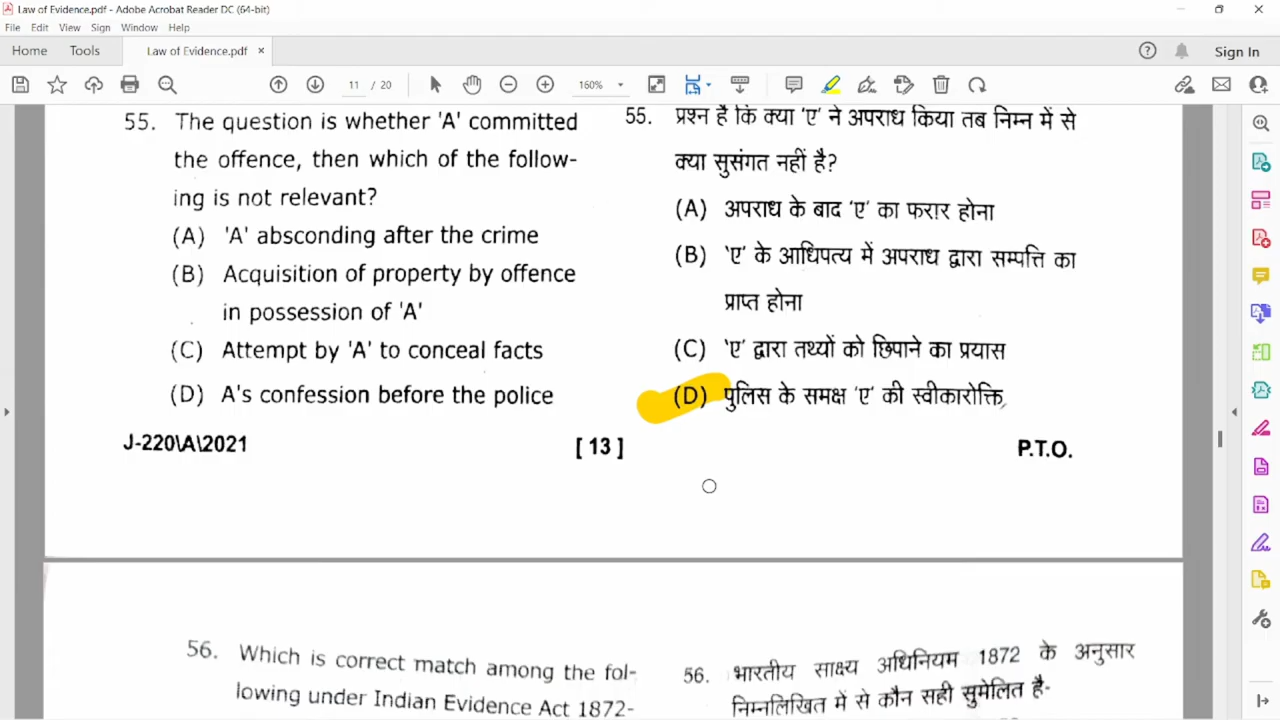 Law of Evidence.pdf - Adobe Acrobat Reader DC (64-bit)
File Edit View Sign Window Help
Home Tools Law of Evidence.pdf × Sign In
11 / 20 160%
55. The question is whether 'A' committed
the offence, then which of the follow-
ing is not relevant?
(A) 'A' absconding after the crime
(B) Acquisition of property by offence
in possession of 'A'
(C) Attempt by 'A' to conceal facts
(D) A's confession before the police
55. प्रश्न है कि क्या 'ए' ने अपराध किया तब निम्न में से
क्या सुसंगत नहीं है?
(A) अपराध के बाद 'ए' का फरार होना
(B) 'ए' के आधिपत्य में अपराध द्वारा सम्पत्ति का
प्राप्त होना
(C) 'ए' द्वारा तथ्यों को छिपाने का प्रयास
(D) पुलिस के समक्ष 'ए' की स्वीकारोक्ति
J-220\A\2021 [ 13 ] P.T.O.
56. Which is correct match among the fol-
lowing under Indian Evidence Act 1872-
56. भारतीय साक्ष्य अधिनियम 1872 के अनुसार
निम्नलिखित में से कौन सही सुमेलित है-